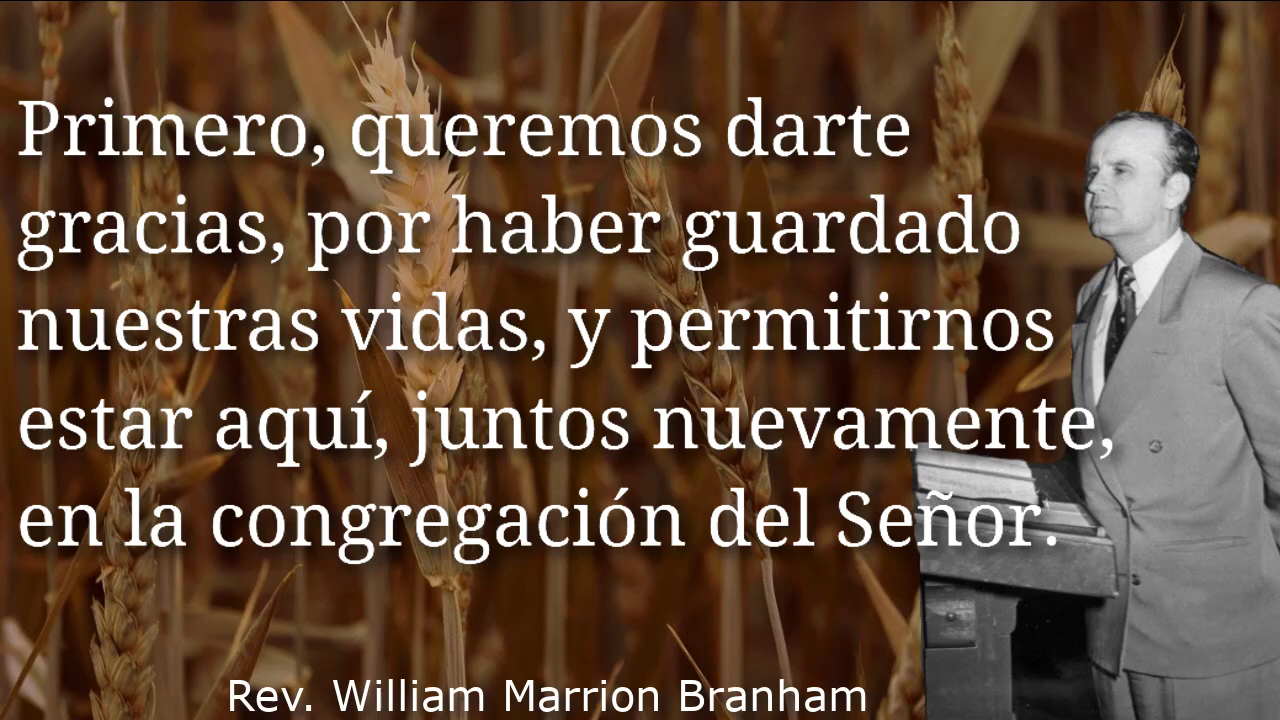 Primero, queremos darte
gracias, por haber guardado
nuestras vidas, y permitirnos
estar aquí, juntos nuevamente,
en la congregación del Señor.
Rev. William Marrion Branham